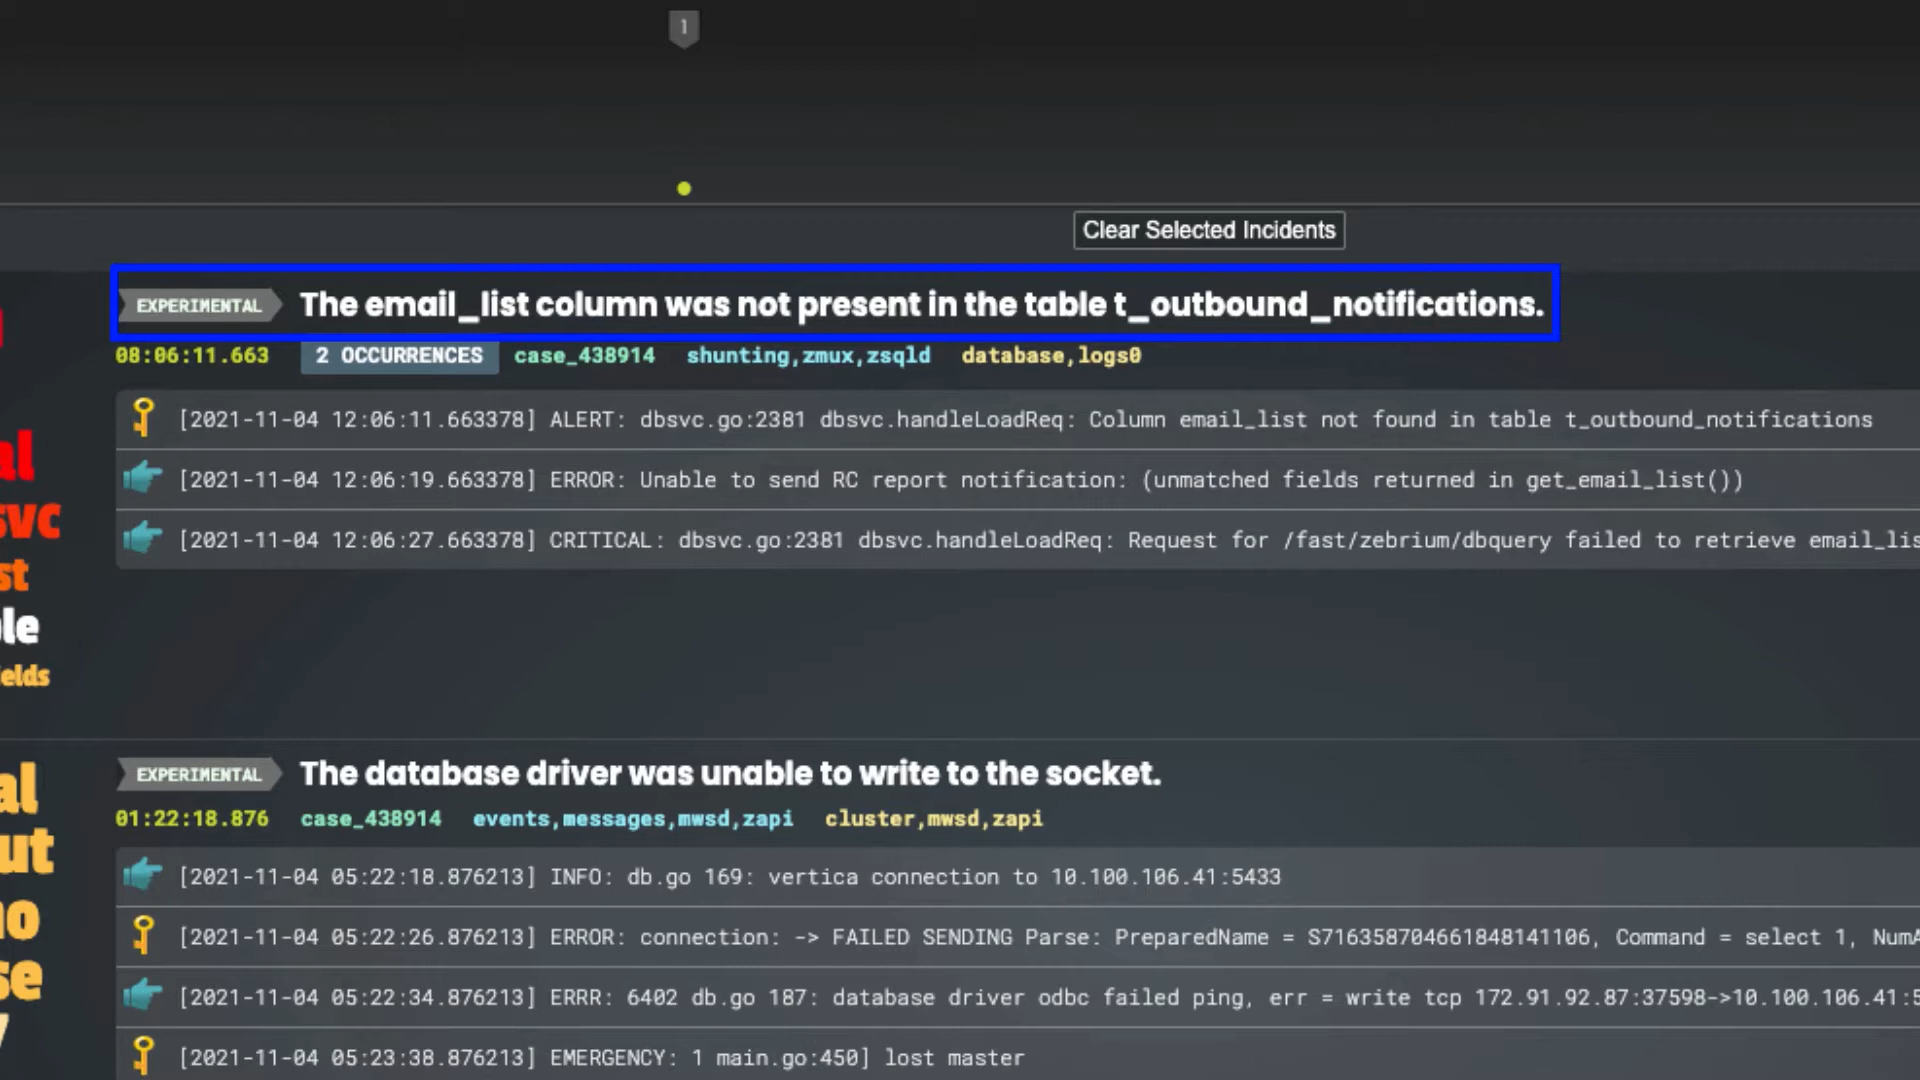 1
Clear Selected Incidents
EXPERIMENTAL The email_list column was not present in the table t_outbound_notifications.
08:06:11.663 2 OCCURRENCES case_438914 shunting,zmux,zsqld database,logs0
[2021-11-04 12:06:11.663378] ALERT: dbsvc.go:2381 dbsvc.handleLoadReq: Column email_list not found in table t_outbound_notifications
[2021-11-04 12:06:19.663378] ERROR: Unable to send RC report notification: (unmatched fields returned in get_email_list())
[2021-11-04 12:06:27.663378] CRITICAL: dbsvc.go:2381 dbsvc.handleLoadReq: Request for /fast/zebrium/dbquery failed to retrieve email_lis
EXPERIMENTAL The database driver was unable to write to the socket.
01:22:18.876 case_438914 events,messages,mwsd,zapi cluster,mwsd,zapi
[2021-11-04 05:22:18.876213] INFO: db.go 169: vertica connection to 10.100.106.41:5433
[2021-11-04 05:22:26.876213] ERROR: connection: -> FAILED SENDING Parse: PreparedName = S716358704661848141106, Command = select 1, Num
[2021-11-04 05:22:34.876213] ERRR: 6402 db.go 187: database driver odbc failed ping, err = write tcp 172.91.92.87:37598->10.100.106.41:5
[2021-11-04 05:23:38.876213] EMERGENCY: 1 main.go:450] lost master